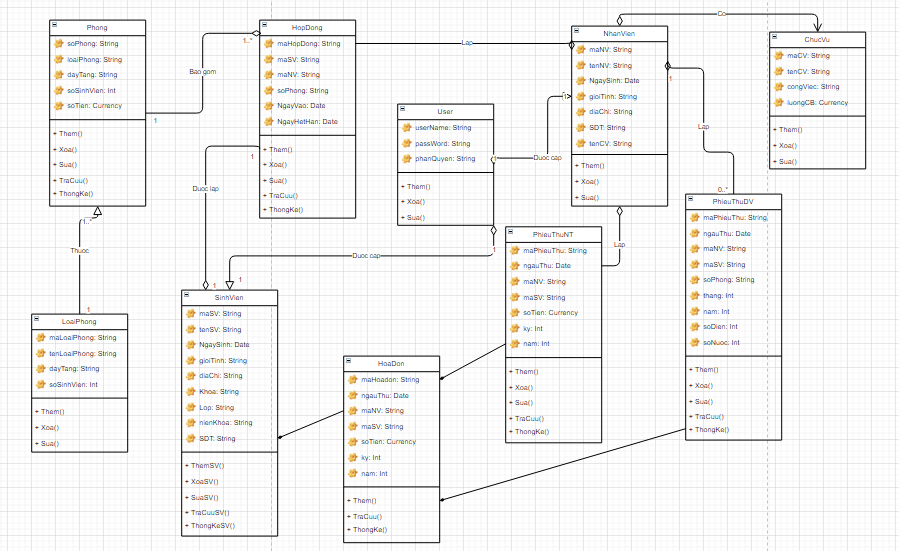 Phong
soPhong: String
loaiPhong: String
dayTang: String
soSinhVien: Int
soTien: Currency
+ Them()
+ Xoa()
+ Sua()
+ TraCuu()
+ ThongKe()
HopDong
maHopDong: String
maSV: String
maNV: String
soPhong: String
NgayVao: Date
NgayHetHan: Date
+ Them()
+ Xoa()
+ Sua()
+ TraCuu()
+ ThongKe()
NhanVien
maNV: String
tenNV: String
NgaySinh: Date
gioiTinh: String
diaChi: String
SDT: String
tenCV: String
+ Them()
+ Xoa()
+ Sua()
ChucVu
maCV: String
tenCV: String
congViec: String
luongCB: Currency
+ Them()
+ Xoa()
+ Sua()
User
userName: String
passWord: String
phanQuyen: String
+ Them()
+ Xoa()
+ Sua()
PhieuThuDV
maPhieuThu: String
ngauThu: Date
maNV: String
maSV: String
soPhong: String
thang: Int
nam: Int
soDien: Int
soNuoc: Int
+ Them()
+ Xoa()
+ Sua()
+ TraCuu()
+ ThongKe()
PhieuThuNT
maPhieuThu: String
ngauThu: Date
maNV: String
maSV: String
soTien: Currency
ky: Int
nam: Int
+ Them()
+ Xoa()
+ Sua()
+ TraCuu()
+ ThongKe()
LoaiPhong
maLoaiPhong: String
tenLoaiPhong: String
dayTang: String
soSinhVien: Int
+ Them()
+ Xoa()
+ Sua()
SinhVien
maSV: String
tenSV: String
NgaySinh: Date
gioiTinh: String
diaChi: String
Khoa: String
Lop: String
nienKhoa: String
SDT: String
+ ThemSV()
+ XoaSV()
+ SuaSV()
+ TraCuuSV()
+ ThongKeSV()
HoaDon
maHoadon: String
ngauThu: Date
maNV: String
maSV: String
soTien: Currency
ky: Int
nam: Int
+ Them()
+ TraCuu()
+ ThongKe()
Bao gom
1..*
1
Lap
Co
Lap
1
0..*
Duoc cap
1
1
Lap
Duoc lap
1
1
Duoc cap
1
1
Thuoc
1..*
1